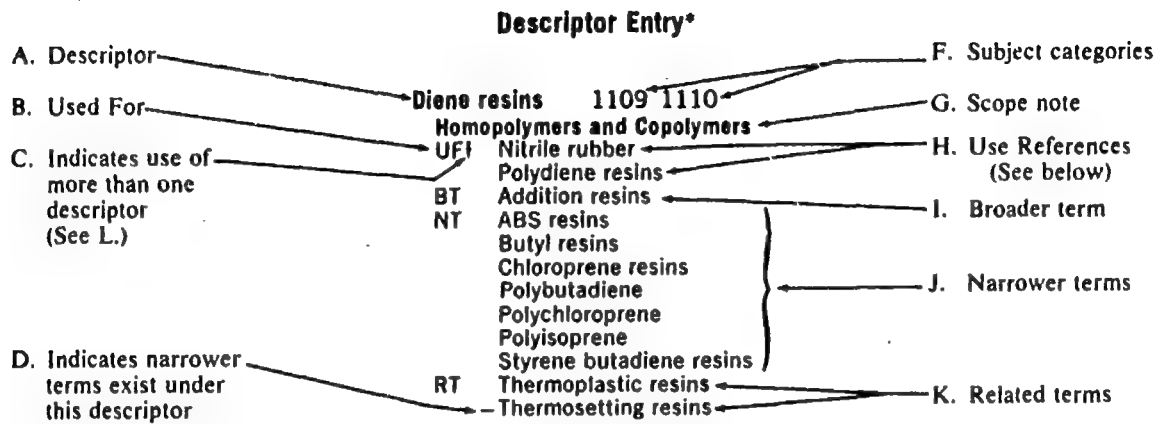 Descriptor Entry*
A. Descriptor
B. Used For
C. Indicates use of
more than one
descriptor
(See L.)
D. Indicates narrower
terms exist under
this descriptor
Diene resins 1109 1110
Homopolymers and Copolymers
UF† Nitrile rubber
Polydiene resins
BT Addition resins
NT ABS resins
Butyl resins
Chloroprene resins
Polybutadiene
Polychloroprene
Polyisoprene
Styrene butadiene resins
RT Thermoplastic resins
– Thermosetting resins
F. Subject categories
G. Scope note
H. Use References
(See below)
I. Broader term
J. Narrower terms
K. Related terms